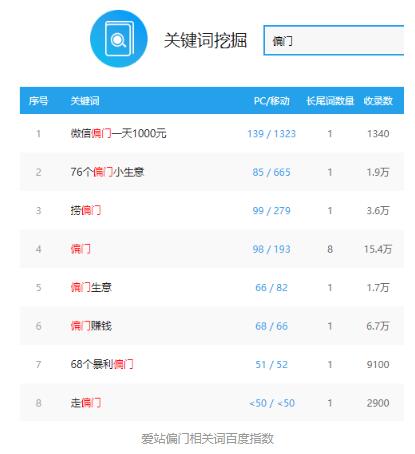 关键词挖掘 偏门
序号 关键词 PC/移动 长尾词数量 收录数
1 微信偏门一天1000元 139 / 1323 1 1340
2 76个偏门小生意 85 / 665 1 1.9万
3 捞偏门 99 / 279 1 3.6万
4 偏门 98 / 193 8 15.4万
5 偏门生意 66 / 82 1 1.7万
6 偏门赚钱 68 / 66 1 6.7万
7 68个暴利偏门 51 / 52 1 9100
8 走偏门 <50 / <50 1 2900
爱站偏门相关词百度指数